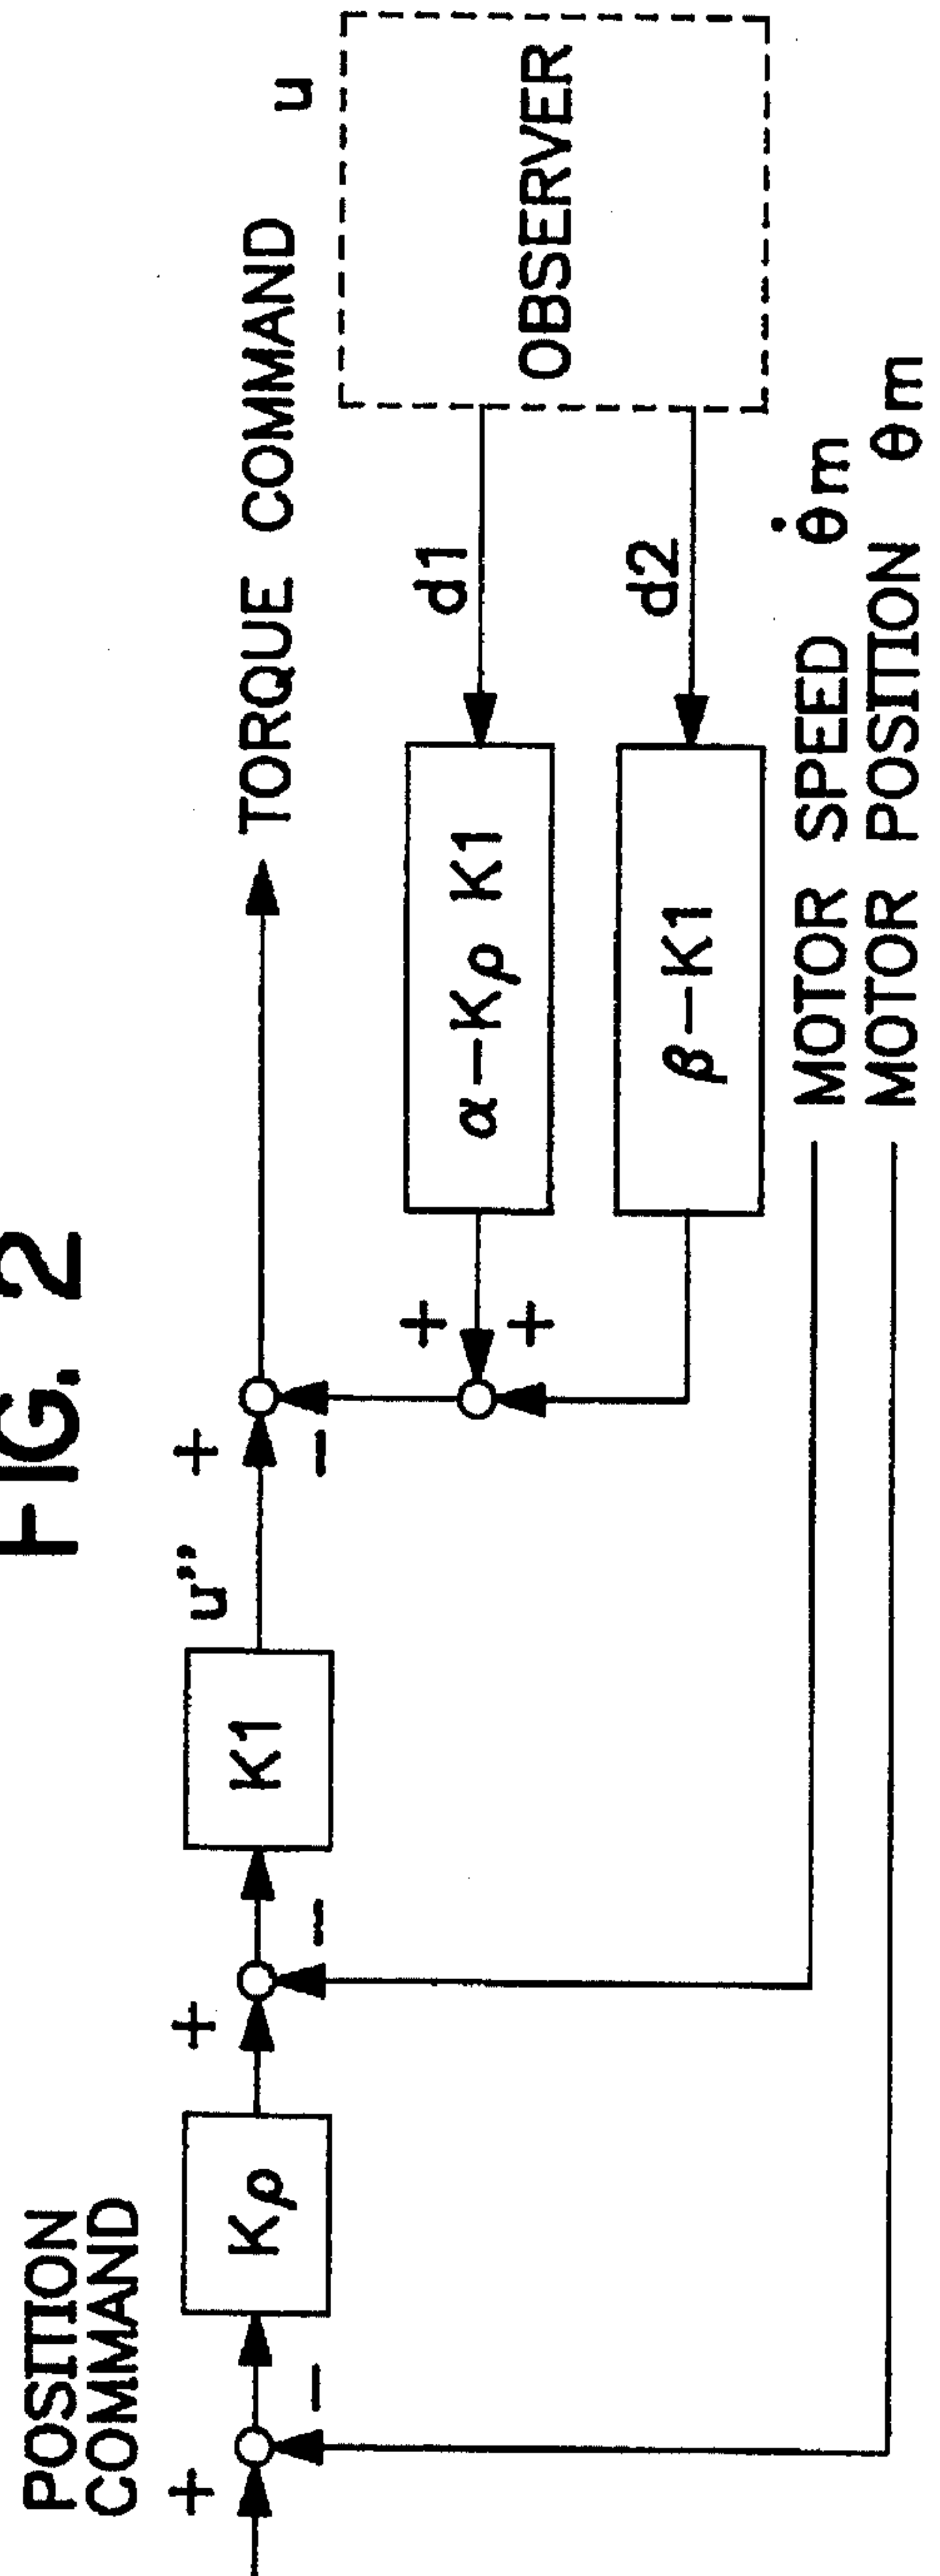 FIG. 2
POSITION
COMMAND
+
−
Kρ
+
−
K1
u”
+
−
TORQUE COMMAND u
+
+
α−Kρ K1
d1
β−K1
d2
OBSERVER
MOTOR SPEED θ̇m
MOTOR POSITION θm